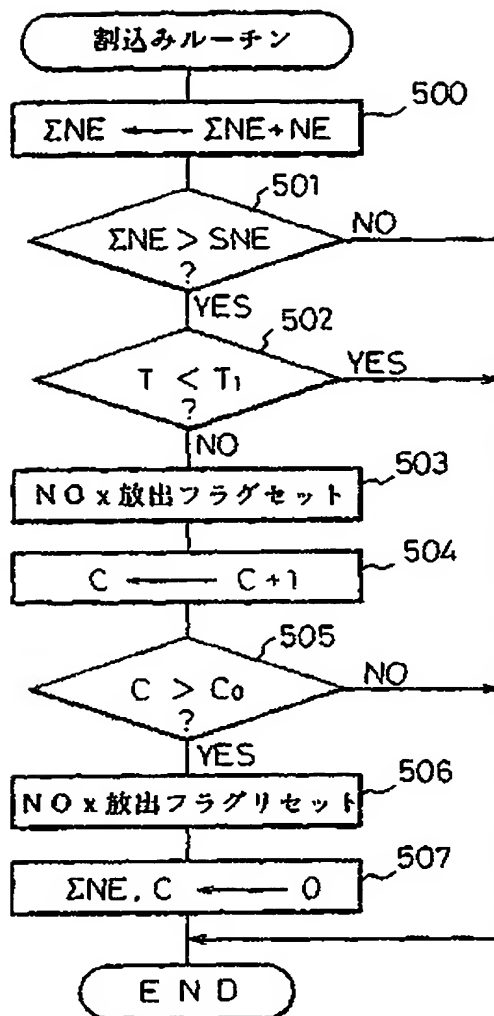 割込みルーチン
500
ΣNE ← ΣNE+NE
501
ΣNE > SNE
?
NO
YES
502
T < T1
?
YES
NO
503
NOx放出フラグセット
504
C ← C+1
505
C > C0
?
NO
YES
506
NOx放出フラグリセット
507
ΣNE, C ← 0
END